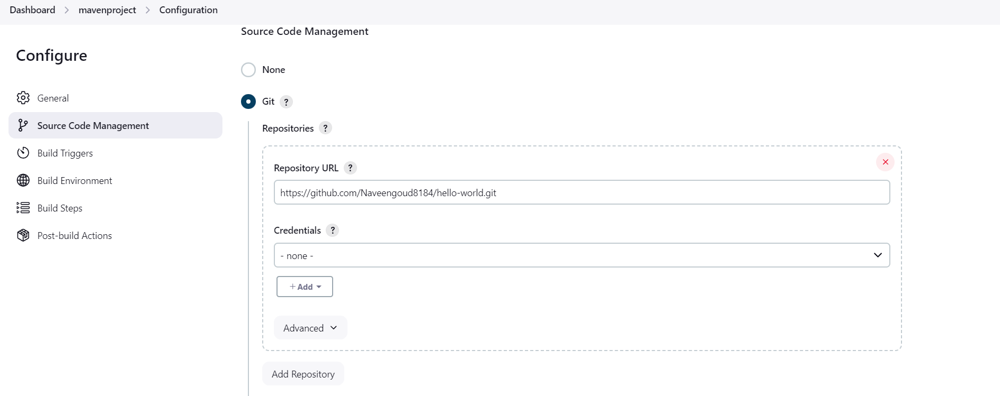 Dashboard > mavenproject > Configuration
Configure
General
Source Code Management
Build Triggers
Build Environment
Build Steps
Post-build Actions
Source Code Management
None
Git ?
Repositories ?
Repository URL ?
https://github.com/Naveengoud8184/hello-world.git
Credentials ?
- none -
+ Add
Advanced
Add Repository